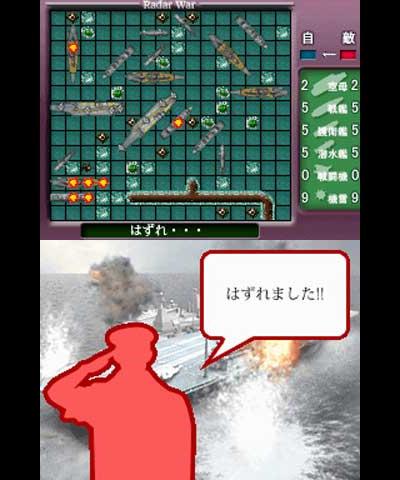 Radar War
自 敵
2 空母 2
5 戦艦 5
5 護衛艦 5
5 潜水艦 5
0 戦闘機 0
9 機雷 9
はずれ・・・
はずれました!!